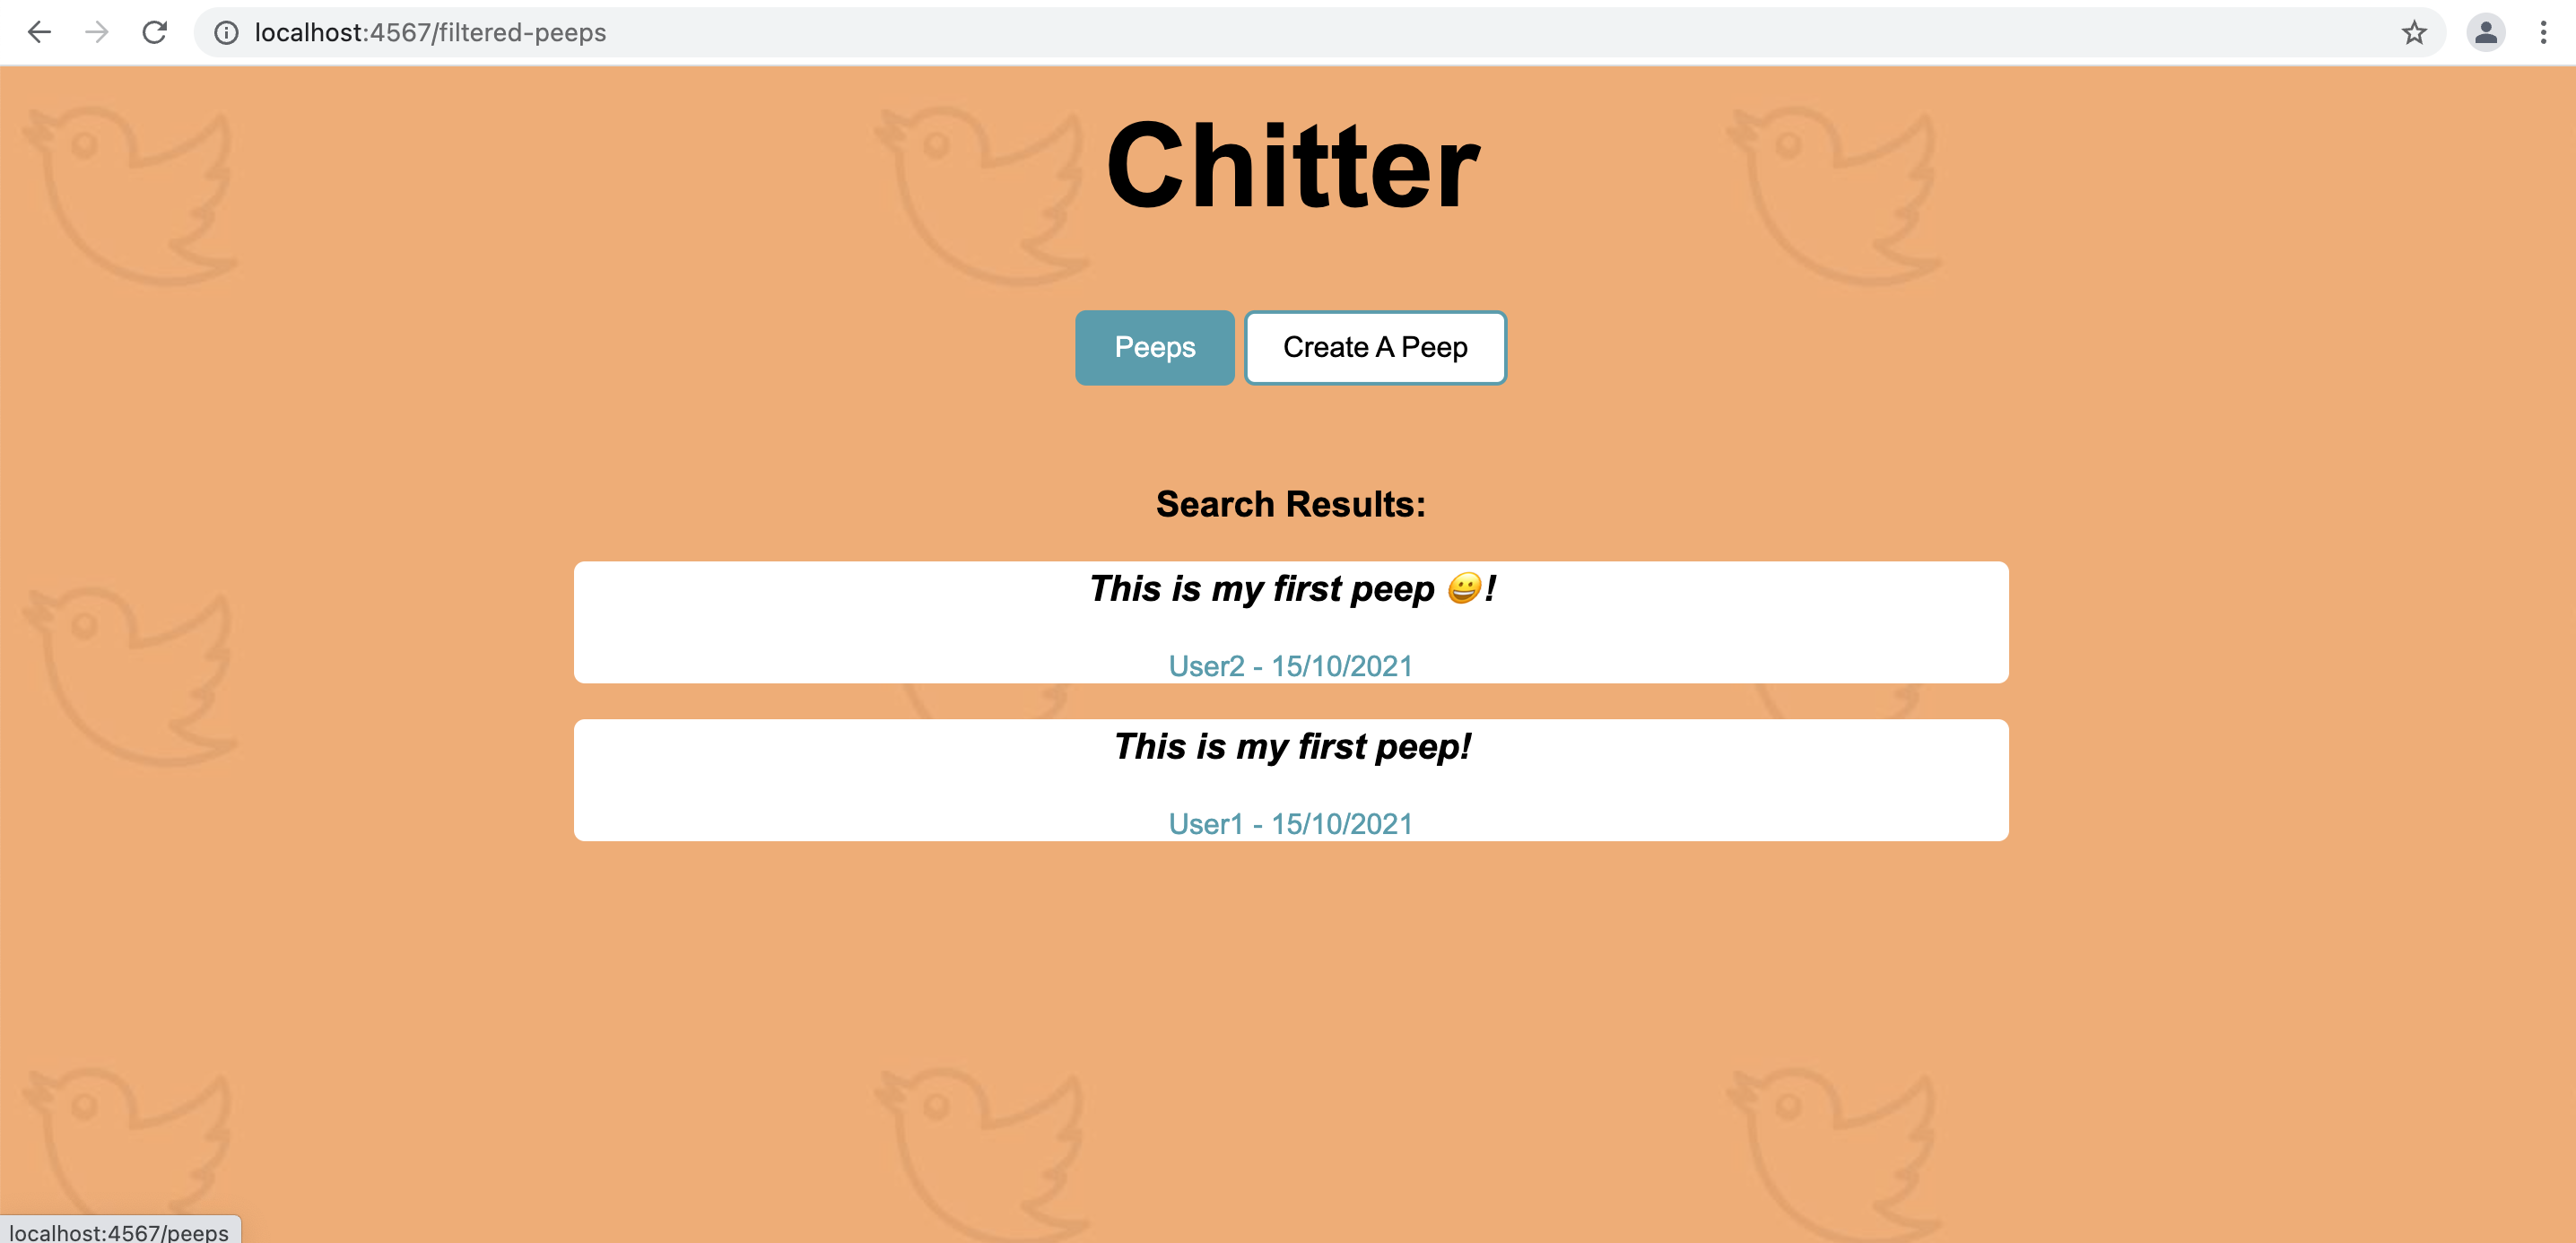 localhost:4567/filtered-peeps
Chitter
Peeps
Create A Peep
Search Results:
This is my first peep 😀!
User2 - 15/10/2021
This is my first peep!
User1 - 15/10/2021
localhost:4567/peeps